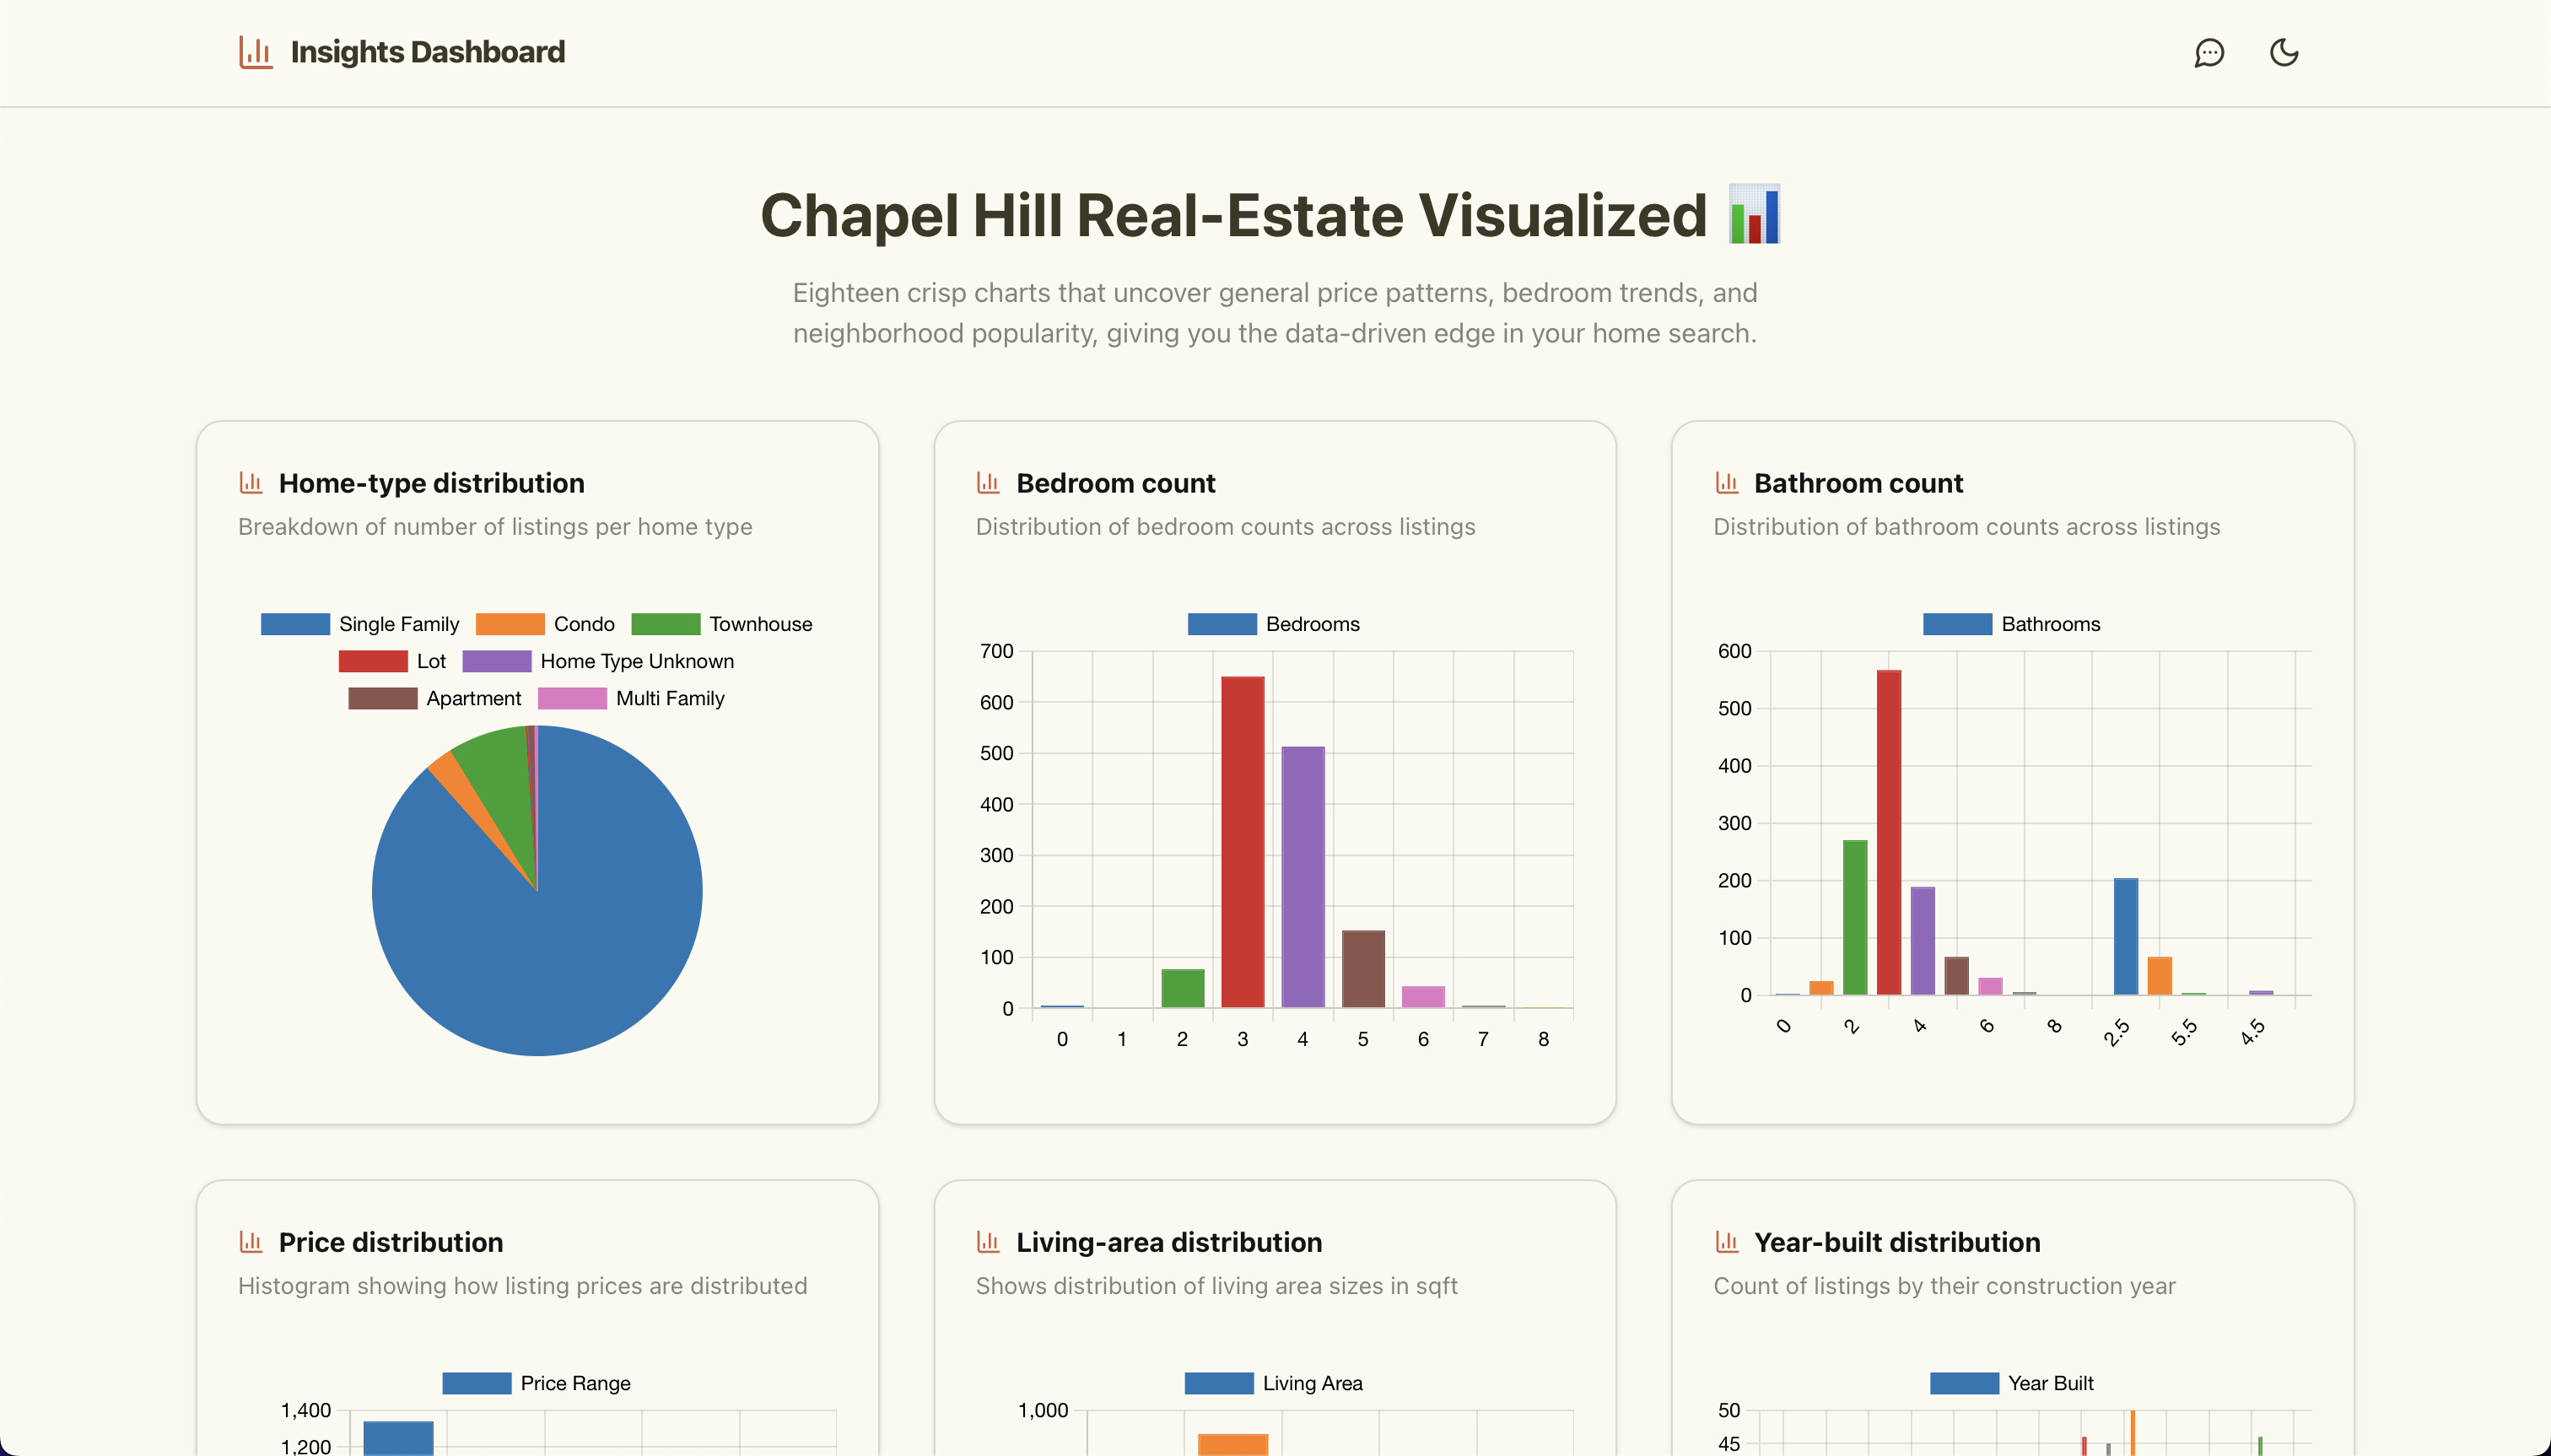 Insights Dashboard
Chapel Hill Real-Estate Visualized
Eighteen crisp charts that uncover general price patterns, bedroom trends, and
neighborhood popularity, giving you the data-driven edge in your home search.
Home-type distribution
Breakdown of number of listings per home type
Single Family Condo Townhouse
Lot Home Type Unknown
Apartment Multi Family
Bedroom count
Distribution of bedroom counts across listings
Bedrooms
700
600
500
400
300
200
100
0
0 1 2 3 4 5 6 7 8
Bathroom count
Distribution of bathroom counts across listings
Bathrooms
600
500
400
300
200
100
0
0 2 4 6 8 2.5 5.5 4.5
Price distribution
Histogram showing how listing prices are distributed
Price Range
1,400
1,200
Living-area distribution
Shows distribution of living area sizes in sqft
Living Area
1,000
Year-built distribution
Count of listings by their construction year
Year Built
50
45